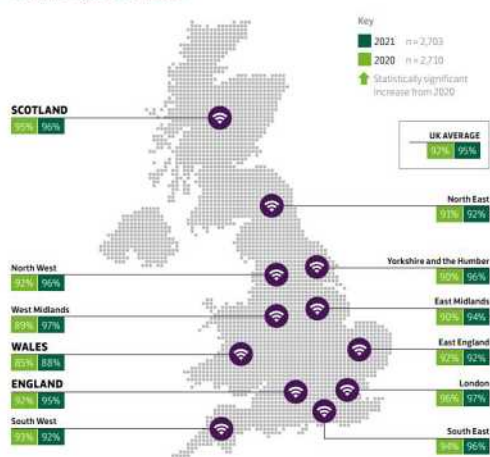 Key
2021 n=2,703
2020 n=2,710
Statistically significant
increase from 2020
SCOTLAND
95% 96%
UK AVERAGE
92% 95%
North East
92%
North West
92% 96%
Yorkshire and the Humber
90% 96%
West Midlands
89% 97%
East Midlands
90% 94%
WALES
85% 88%
East England
92% 92%
ENGLAND
92% 95%
London
96% 97%
South West
93% 92%
South East
94% 96%